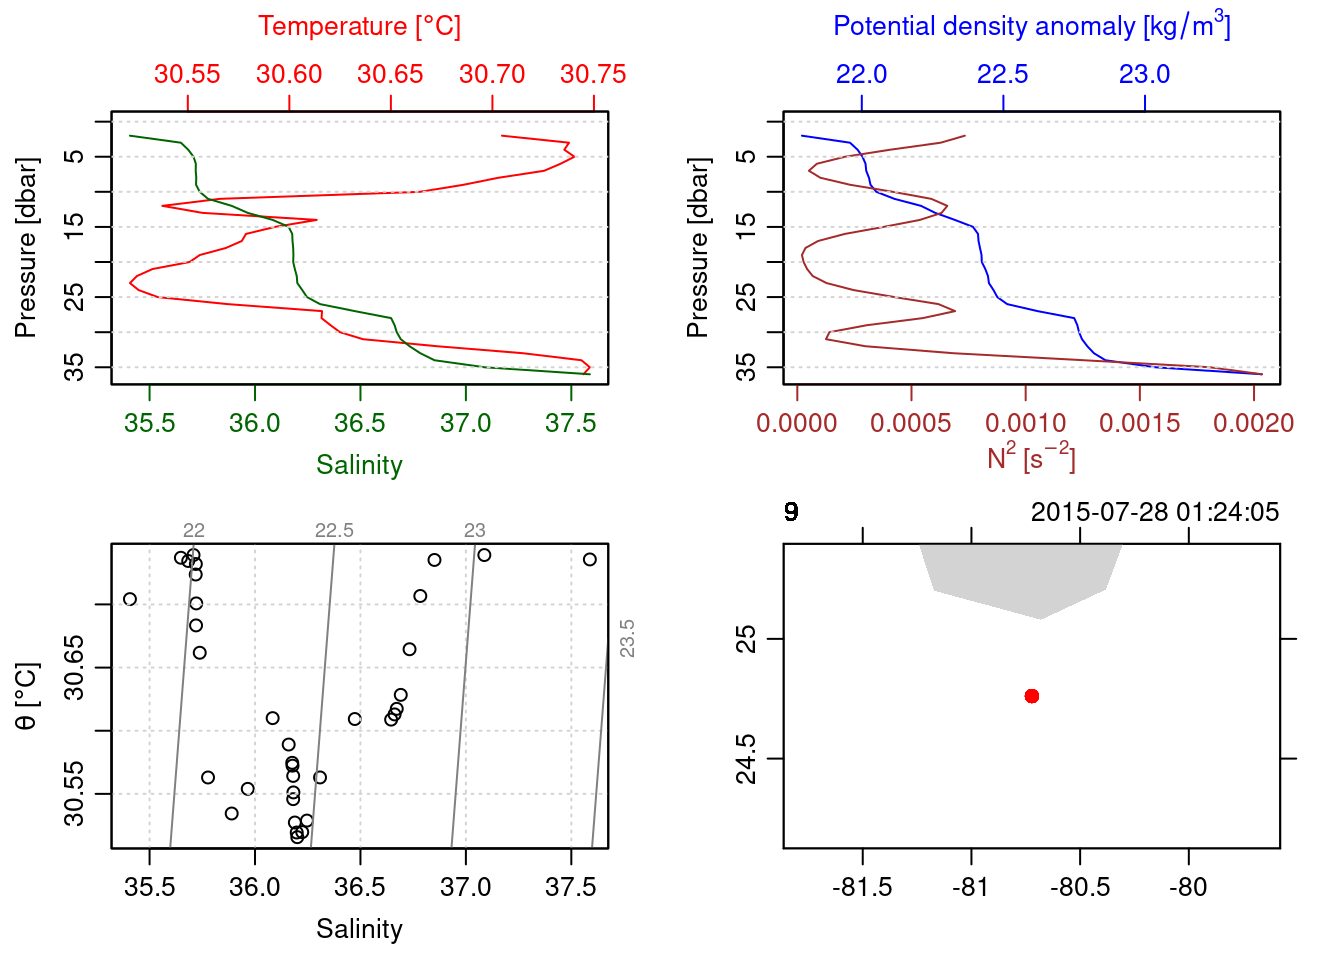 Temperature [°C]
30.55 30.60 30.65 30.70 30.75
Pressure [dbar]
5
15
25
35
35.5 36.0 36.5 37.0 37.5
Salinity
Potential density anomaly [kg/m³]
22.0 22.5 23.0
Pressure [dbar]
5
15
25
35
0.0000 0.0005 0.0010 0.0015 0.0020
N² [s⁻²]
22 22.5 23
23.5
θ [°C]
30.65
30.55
35.5 36.0 36.5 37.0 37.5
Salinity
2015-07-28 01:24:05
25
24.5
-81.5 -81 -80.5 -80